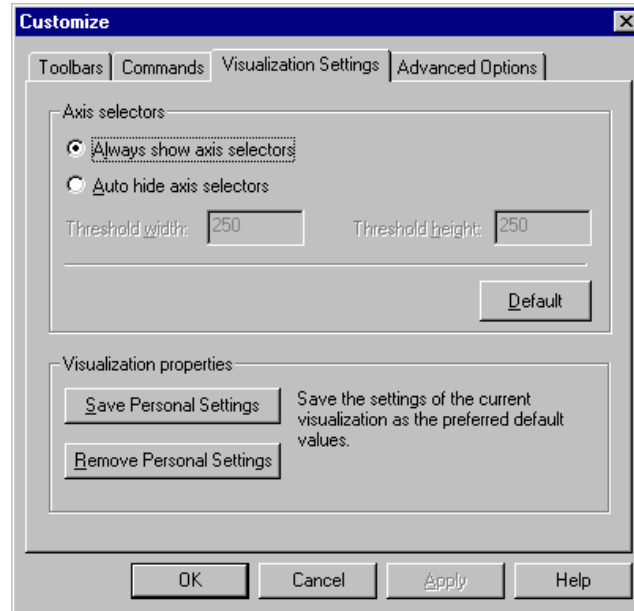 Customize
Toolbars Commands Visualization Settings Advanced Options
Axis selectors
Always show axis selectors
Auto hide axis selectors
Threshold width: 250 Threshold height: 250
Default
Visualization properties
Save Personal Settings
Save the settings of the current
visualization as the preferred default
values.
Remove Personal Settings
OK Cancel Apply Help